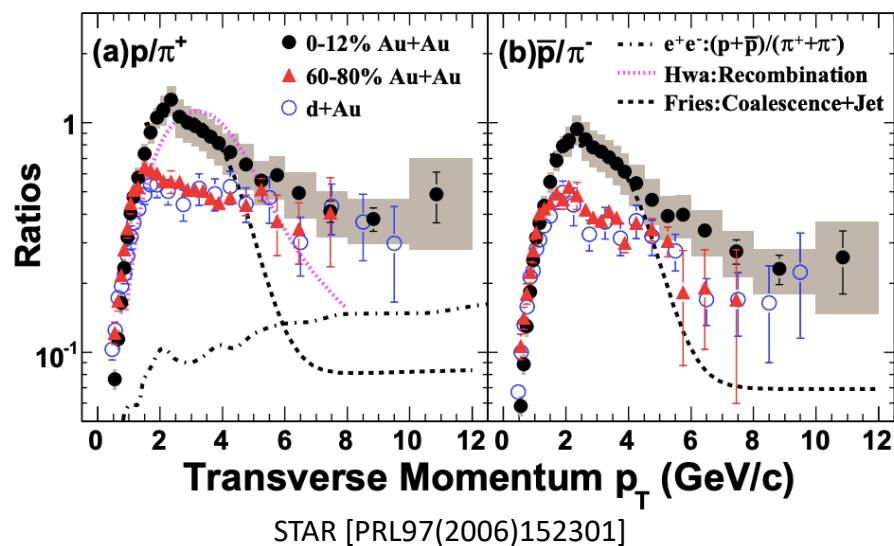 (a)p/π⁺
0-12% Au+Au
60-80% Au+Au
d+Au
(b)p̅/π⁻
e⁺e⁻:(p+p̅)/(π⁺+π⁻)
Hwa:Recombination
Fries:Coalescence+Jet
Ratios
1
10⁻¹
0 2 4 6 8 10 12
0 2 4 6 8 10 12
Transverse Momentum p_T (GeV/c)
STAR [PRL97(2006)152301]